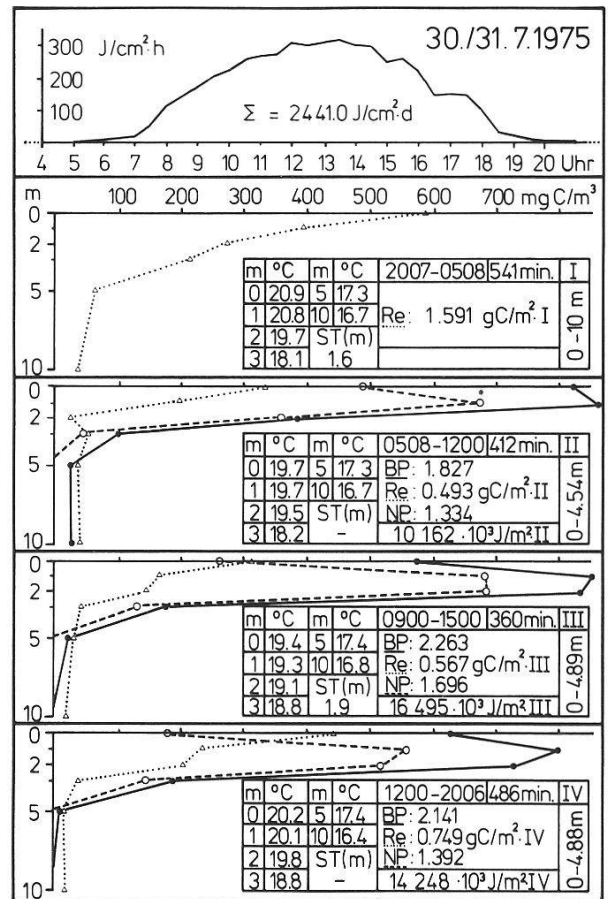 30./31. 7.1975
300 J/cm²·h
200
100
Σ = 2441.0 J/cm²·d
4 5 6 7 8 9 10 11 12 13 14 15 16 17 18 19 20 Uhr
m 100 200 300 400 500 600 700 mg C/m³
0
2
5
10
m °C m °C 2007-0508 541min. I
0 20.9 5 17.3
1 20.8 10 16.7 Re: 1.591 gC/m²·I
2 19.7 ST(m)
3 18.1 1.6
0-10 m
0
2
5
10
m °C m °C 0508-1200 412min. II
0 19.7 5 17.3 BP: 1.827
1 19.7 10 16.7 Re: 0.493 gC/m²·II
2 19.5 ST(m) NP: 1.334
3 18.2 – 10 162 ·10³J/m²II
0-4.54m
0
2
5
10
m °C m °C 0900-1500 360min. III
0 19.4 5 17.4 BP: 2.263
1 19.3 10 16.8 Re: 0.567 gC/m²·III
2 19.1 ST(m) NP: 1.696
3 18.8 1.9 16 495 ·10³J/m²III
0-4.89m
0
2
5
10
m °C m °C 1200-2006 486min. IV
0 20.2 5 17.4 BP: 2.141
1 20.1 10 16.4 Re: 0.749 gC/m²·IV
2 19.8 ST(m) NP: 1.392
3 18.8 – 14 248 ·10³J/m²IV
0-4.88m